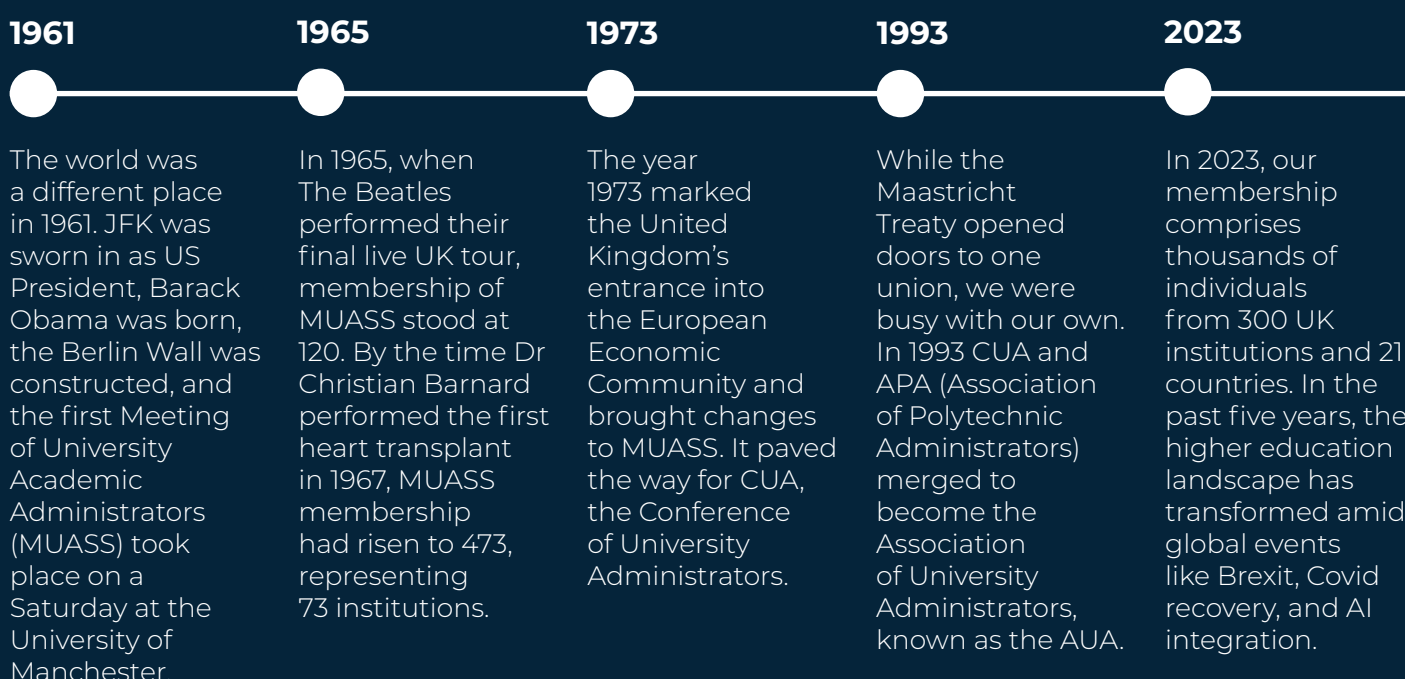 1961
The world was
a different place
in 1961. JFK was
sworn in as US
President, Barack
Obama was born,
the Berlin Wall was
constructed, and
the first Meeting
of University
Academic
Administrators
(MUASS) took
place on a
Saturday at the
University of
Manchester
1965
In 1965, when
The Beatles
performed their
final live UK tour,
membership of
MUASS stood at
120. By the time Dr
Christian Barnard
performed the first
heart transplant
in 1967, MUASS
membership
had risen to 473,
representing
73 institutions.
1973
The year
1973 marked
the United
Kingdom’s
entrance into
the European
Economic
Community and
brought changes
to MUASS. It paved
the way for CUA,
the Conference
of University
Administrators.
1993
While the
Maastricht
Treaty opened
doors to one
union, we were
busy with our own.
In 1993 CUA and
APA (Association
of Polytechnic
Administrators)
merged to
become the
Association
of University
Administrators,
known as the AUA.
2023
In 2023, our
membership
comprises
thousands of
individuals
from 300 UK
institutions and 21
countries. In the
past five years, the
higher education
landscape has
transformed amid
global events
like Brexit, Covid
recovery, and AI
integration.